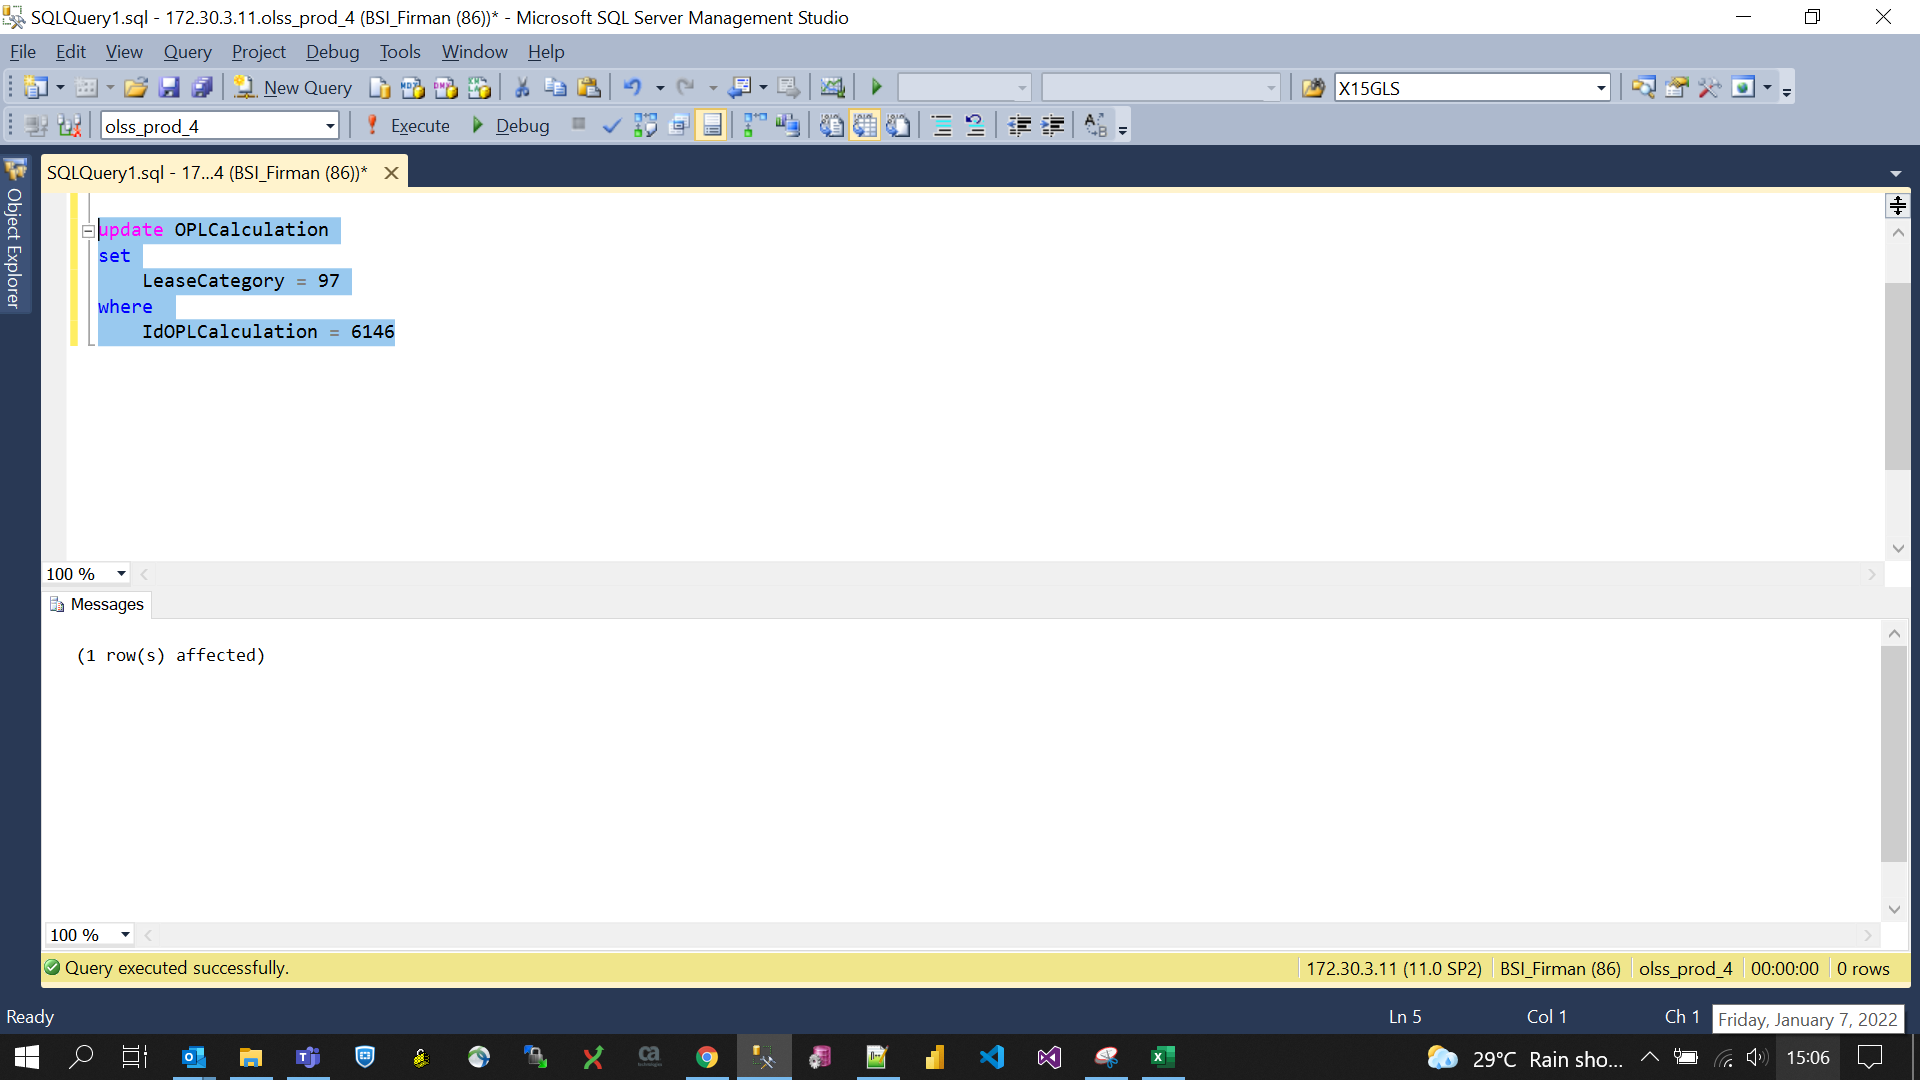 SQLQuery1.sql - 172.30.3.11.olss_prod_4 (BSI_Firman (86))* - Microsoft SQL Server Management Studio
File Edit View Query Project Debug Tools Window Help
New Query X15GLS
olss_prod_4 Execute Debug
SQLQuery1.sql - 17...4 (BSI_Firman (86))*
Object Explorer
update OPLCalculation
set
LeaseCategory = 97
where
IdOPLCalculation = 6146
100 %
Messages
(1 row(s) affected)
100 %
Query executed successfully. 172.30.3.11 (11.0 SP2) BSI_Firman (86) olss_prod_4 00:00:00 0 rows
Ready Ln 5 Col 1 Ch 1 Friday, January 7, 2022
29°C Rain sho... 15:06